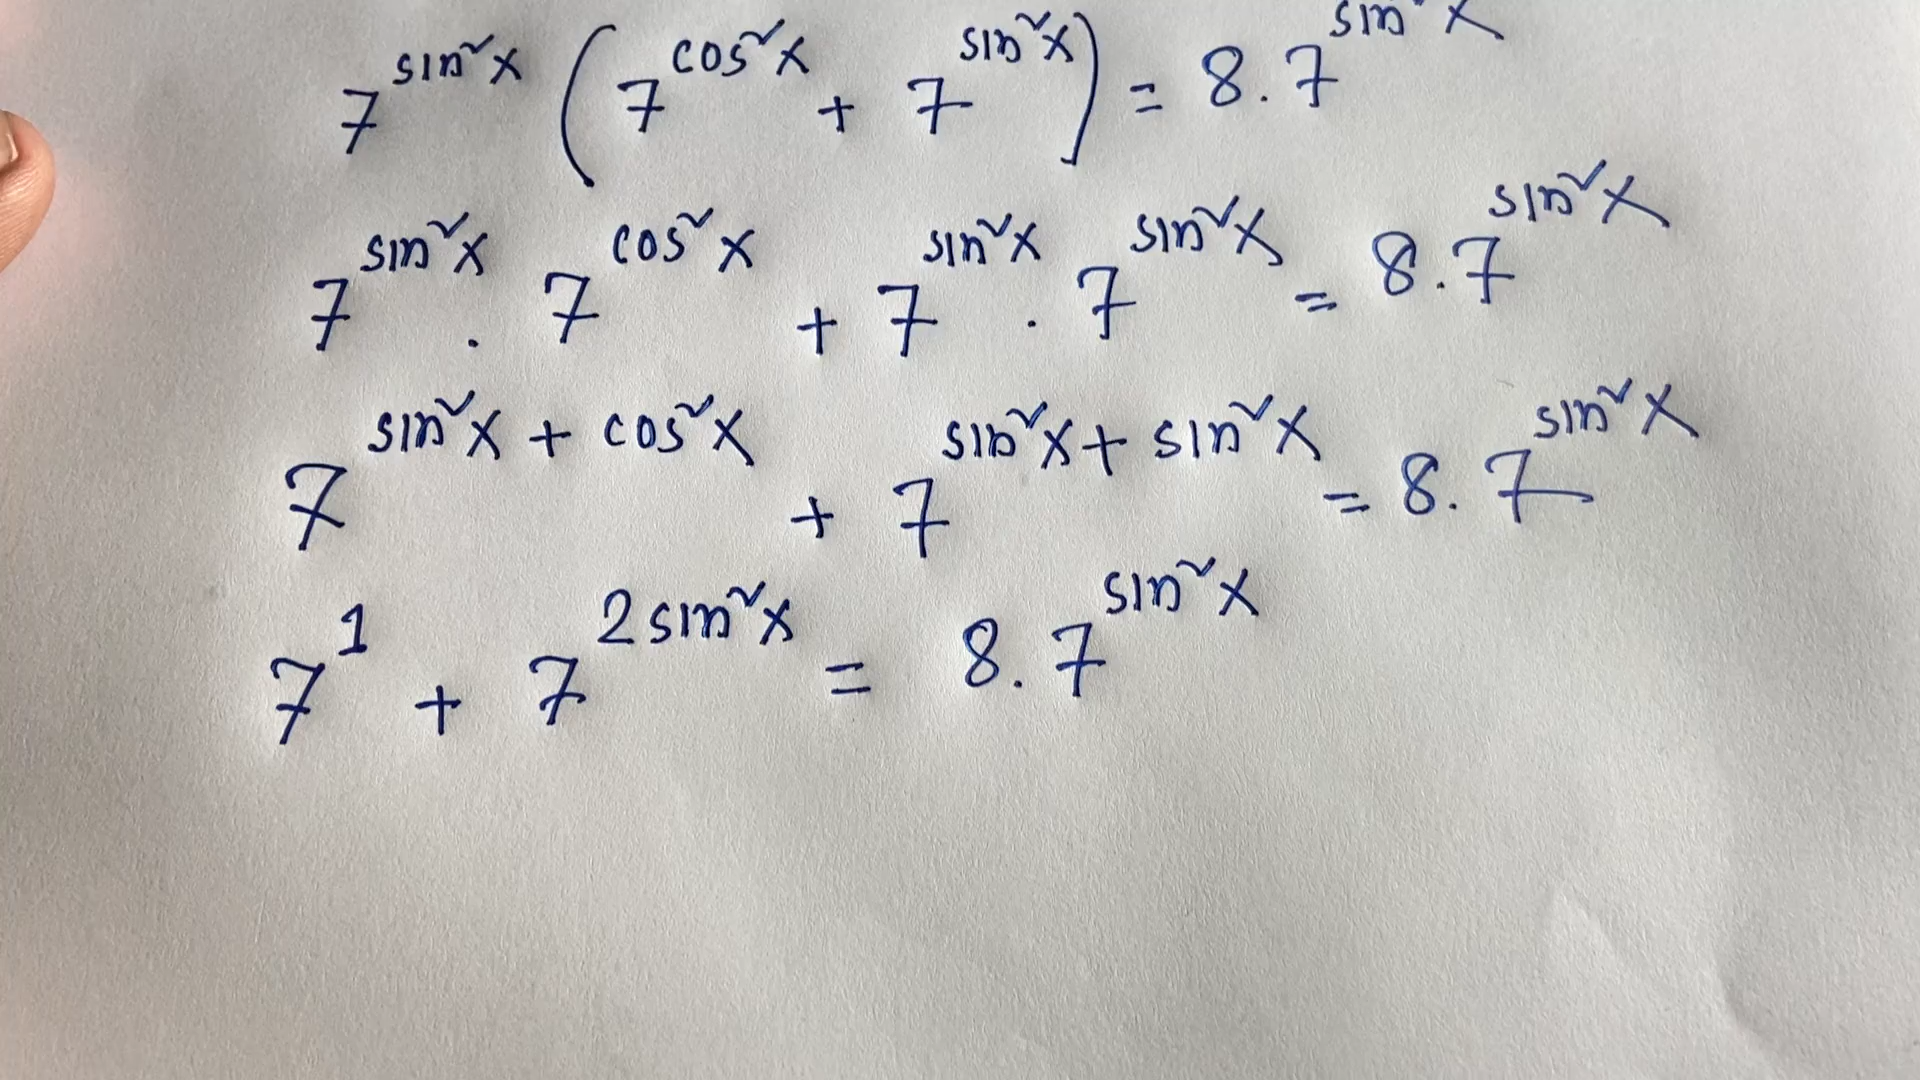 7^{sin²x} (7^{cos²x} + 7^{sin²x}) = 8.7^{sin²x}
7^{sin²x} . 7^{cos²x} + 7^{sin²x} . 7^{sin²x} = 8.7^{sin²x}
7^{sin²x + cos²x} + 7^{sin²x + sin²x} = 8.7^{sin²x}
7^1 + 7^{2sin²x} = 8.7^{sin²x}